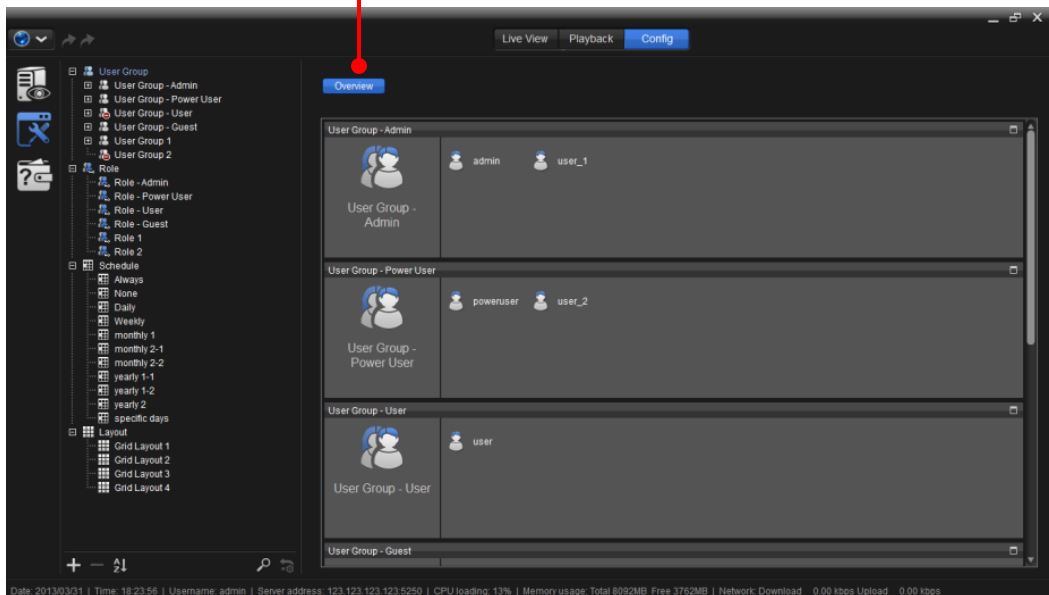 Live View Playback Config
User Group
User Group - Admin
User Group - Power User
User Group - User
User Group - Guest
User Group 1
User Group 2
Role
Role - Admin
Role - Power User
Role - User
Role - Guest
Role 1
Role 2
Schedule
Always
None
Daily
Weekly
monthly 1
monthly 2-1
monthly 2-2
yearly 1-1
yearly 1-2
yearly 2
specific days
Layout
Grid Layout 1
Grid Layout 2
Grid Layout 3
Grid Layout 4
Overview
User Group - Admin
admin user_1
User Group -
Admin
User Group - Power User
poweruser user_2
User Group -
Power User
User Group - User
user
User Group - User
User Group - Guest
Date: 2013/03/31 | Time: 18:23:56 | Username: admin | Server address: 123.123.123.123:5250 | CPU loading: 13% | Memory usage: Total 8092MB Free 3762MB | Network: Download 0.00 kbps Upload 0.00 kbps